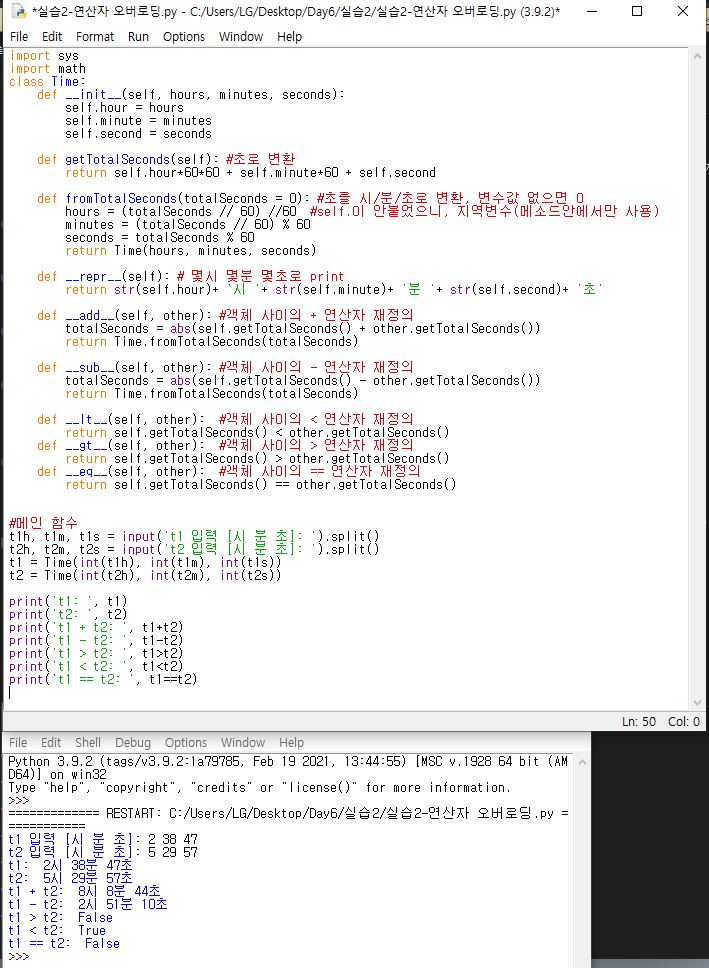 *실습2-연산자 오버로딩.py - C:/Users/LG/Desktop/Day6/실습2/실습2-연산자 오버로딩.py (3.9.2)*
File Edit Format Run Options Window Help
import sys
import math
class Time:
    def __init__(self, hours, minutes, seconds):
        self.hour = hours
        self.minute = minutes
        self.second = seconds

    def getTotalSeconds(self): #초로 변환
        return self.hour*60*60 + self.minute*60 + self.second

    def fromTotalSeconds(totalSeconds = 0): #초를 시/분/초로 변환, 변수값 없으면 0
        hours = (totalSeconds // 60) //60  #self.이 안붙었으니, 지역변수(메소드안에서만 사용)
        minutes = (totalSeconds // 60) % 60
        seconds = totalSeconds % 60
        return Time(hours, minutes, seconds)

    def __repr__(self): # 몇시 몇분 몇초로 print
        return str(self.hour)+ '시 '+ str(self.minute)+ '분 '+ str(self.second)+ '초'

    def __add__(self, other): #객체 사이의 + 연산자 재정의
        totalSeconds = abs(self.getTotalSeconds() + other.getTotalSeconds())
        return Time.fromTotalSeconds(totalSeconds)

    def __sub__(self, other): #객체 사이의 - 연산자 재정의
        totalSeconds = abs(self.getTotalSeconds() - other.getTotalSeconds())
        return Time.fromTotalSeconds(totalSeconds)

    def __lt__(self, other):  #객체 사이의 < 연산자 재정의
        return self.getTotalSeconds() < other.getTotalSeconds()
    def __gt__(self, other):  #객체 사이의 > 연산자 재정의
        return self.getTotalSeconds() > other.getTotalSeconds()
    def __eq__(self, other):  #객체 사이의 == 연산자 재정의
        return self.getTotalSeconds() == other.getTotalSeconds()

#메인 함수
t1h, t1m, t1s = input('t1 입력 [시 분 초]: ').split()
t2h, t2m, t2s = input('t2 입력 [시 분 초]: ').split()
t1 = Time(int(t1h), int(t1m), int(t1s))
t2 = Time(int(t2h), int(t2m), int(t2s))

print('t1: ', t1)
print('t2: ', t2)
print('t1 + t2: ', t1+t2)
print('t1 - t2: ', t1-t2)
print('t1 > t2: ', t1>t2)
print('t1 < t2: ', t1<t2)
print('t1 == t2: ', t1==t2)
Ln: 50 Col: 0
File Edit Shell Debug Options Window Help
Python 3.9.2 (tags/v3.9.2:1a79785, Feb 19 2021, 13:44:55) [MSC v.1928 64 bit (AM
D64)] on win32
Type "help", "copyright", "credits" or "license()" for more information.
>>>
============= RESTART: C:/Users/LG/Desktop/Day6/실습2/실습2-연산자 오버로딩.py =
===========
t1 입력 [시 분 초]: 2 38 47
t2 입력 [시 분 초]: 5 29 57
t1:  2시 38분 47초
t2:  5시 29분 57초
t1 + t2:  8시 8분 44초
t1 - t2:  2시 51분 10초
t1 > t2:  False
t1 < t2:  True
t1 == t2:  False
>>>